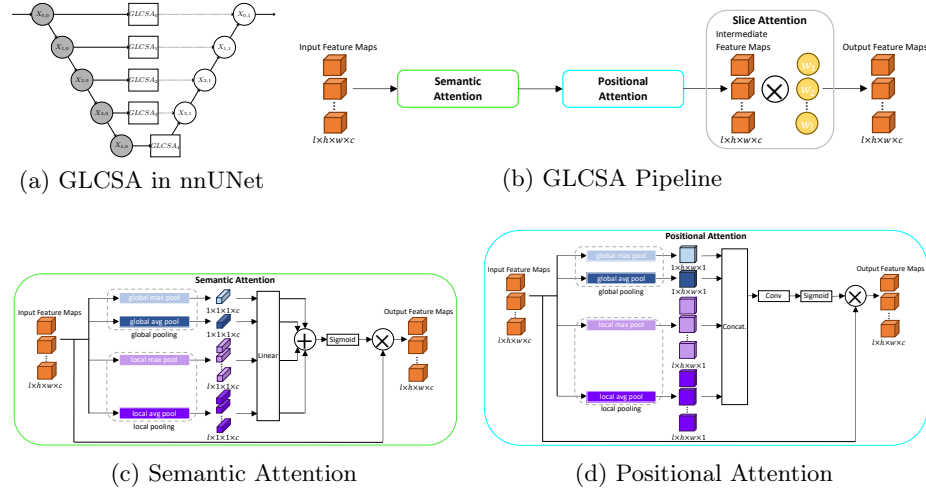 X0,0
GLCSA0
X0,1
X1,0
GLCSA1
X1,1
X2,0
GLCSA2
X2,1
X3,0
GLCSA3
X3,1
X4,0
GLCSA4
(a) GLCSA in nnUNet
Input Feature Maps
l×h×w×c
Semantic
Attention
Positional
Attention
Slice Attention
Intermediate
Feature Maps
l×h×w×c
Output Feature Maps
l×h×w×c
(b) GLCSA Pipeline
Semantic Attention
Input Feature Maps
l×h×w×c
global max pool
global avg pool
global pooling
local max pool
local avg pool
local pooling
1×1×1×c
1×1×1×c
l×1×1×c
l×1×1×c
Linear
Sigmoid
Output Feature Maps
l×h×w×c
(c) Semantic Attention
Positional Attention
Input Feature Maps
l×h×w×c
global max pool
global avg pool
global pooling
local max pool
local avg pool
local pooling
1×h×w×1
1×h×w×1
l×h×w×1
l×h×w×1
Concat.
Conv
Sigmoid
Output Feature Maps
l×h×w×c
(d) Positional Attention